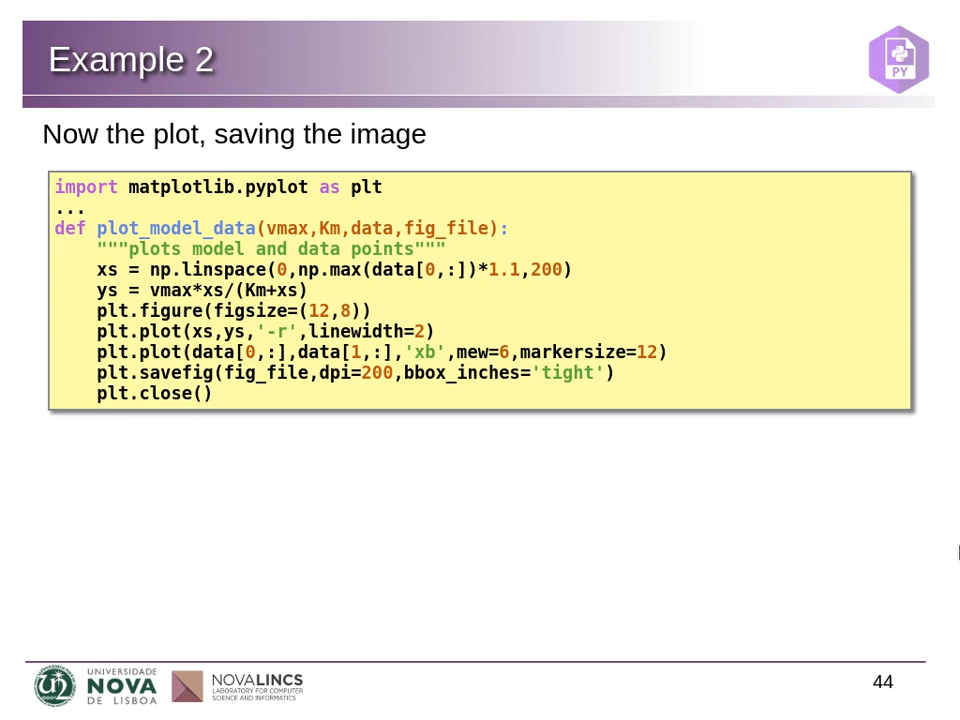 Example 2
PY
Now the plot, saving the image
import matplotlib.pyplot as plt
...
def plot_model_data(vmax,Km,data,fig_file):
    """plots model and data points"""
    xs = np.linspace(0,np.max(data[0,:])*1.1,200)
    ys = vmax*xs/(Km+xs)
    plt.figure(figsize=(12,8))
    plt.plot(xs,ys,'-r',linewidth=2)
    plt.plot(data[0,:],data[1,:],'xb',mew=6,markersize=12)
    plt.savefig(fig_file,dpi=200,bbox_inches='tight')
    plt.close()
UNIVERSIDADE
NOVA
DE LISBOA
NOVALINCS
LABORATORY FOR COMPUTER
SCIENCE AND INFORMATICS
44